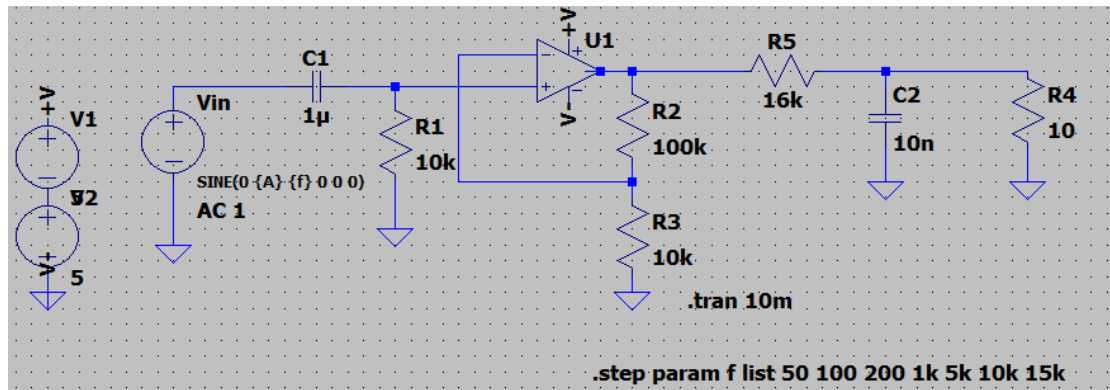 +V
V1
5
V2
V-
5
Vin
SINE(0 {A} {f} 0 0 0)
AC 1
C1
1µ
R1
10k
+V
U1
V-
R2
100k
R3
10k
R5
16k
C2
10n
R4
10
.tran 10m
.step param f list 50 100 200 1k 5k 10k 15k